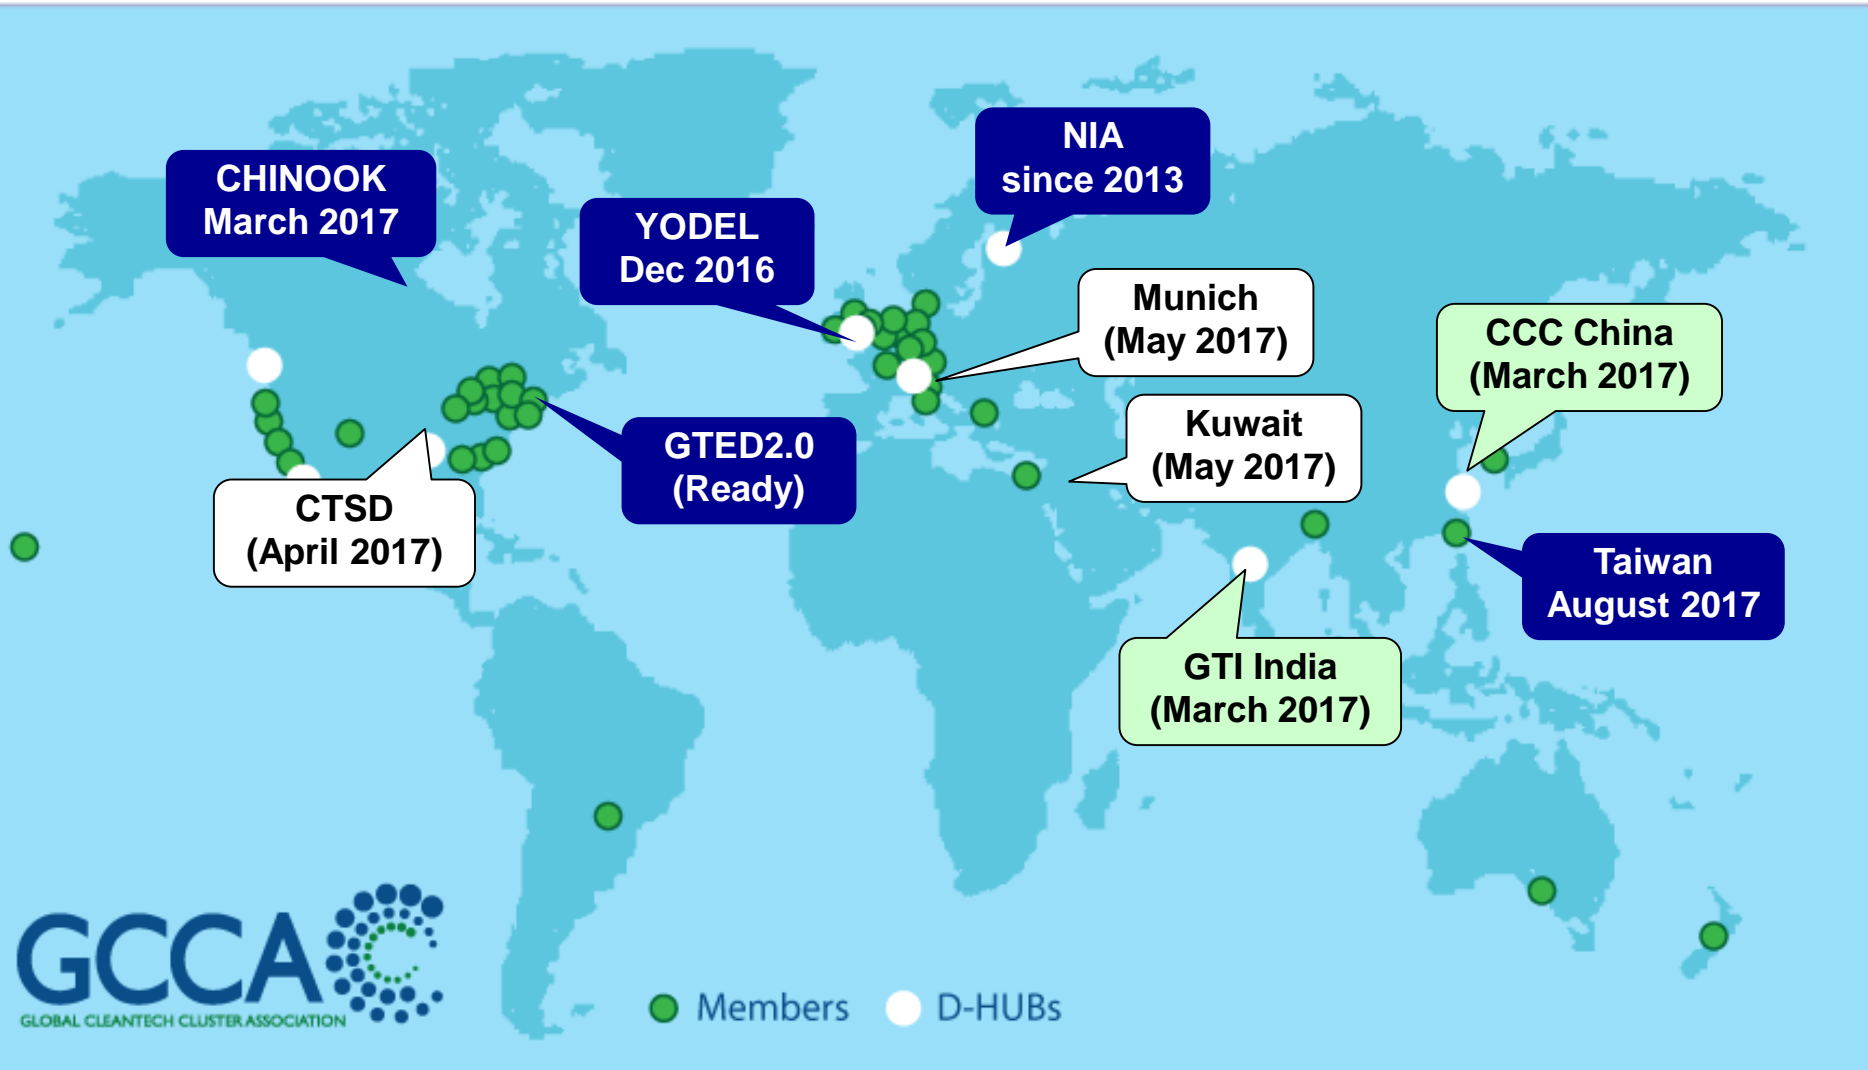 CHINOOK
March 2017
YODEL
Dec 2016
NIA
since 2013
Munich
(May 2017)
CCC China
(March 2017)
Kuwait
(May 2017)
GTED2.0
(Ready)
CTSD
(April 2017)
Taiwan
August 2017
GTI India
(March 2017)
GCCA
GLOBAL CLEANTECH CLUSTER ASSOCIATION
Members
D-HUBs